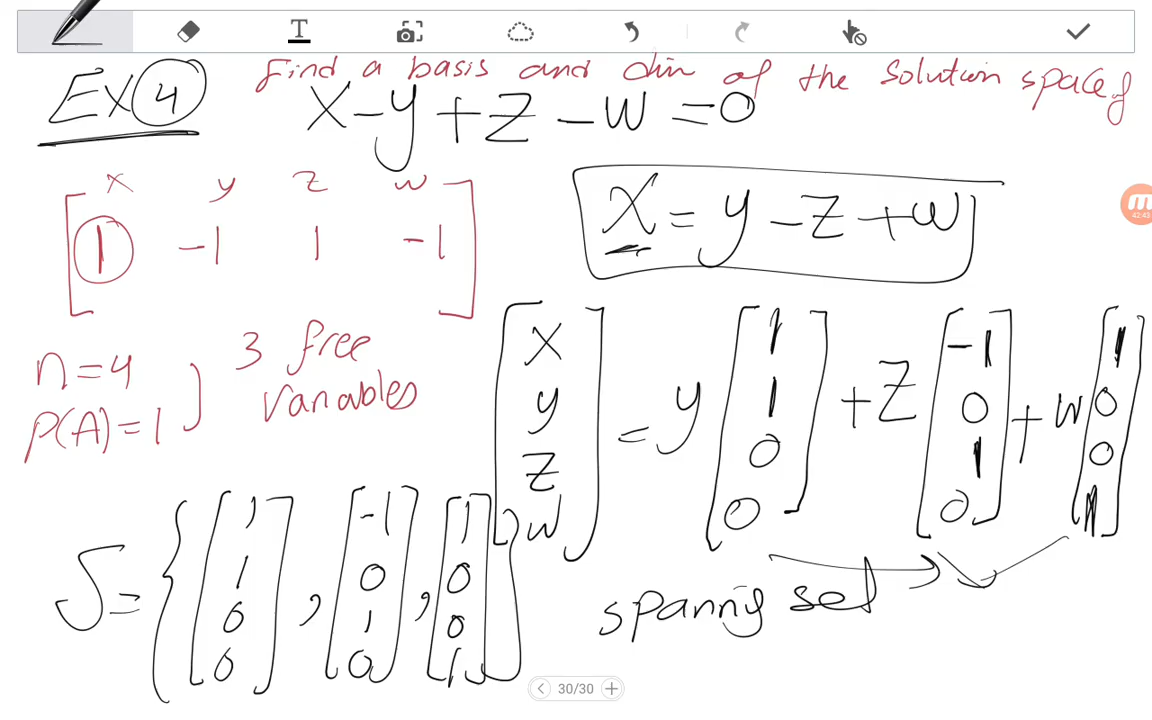 T
Ex 4 Find a basis and dim of the solution space of
x - y + z - w = 0
x y z w
[1 -1 1 -1]
x = y - z + w
42:43
n = 4
ρ(A) = 1
3 free
variables
[x y z w] = y [1 1 0 0] + z [-1 0 1 0] + w [1 0 0 1]
S = { [1 1 0 0], [-1 0 1 0], [1 0 0 1] }
set
30/30